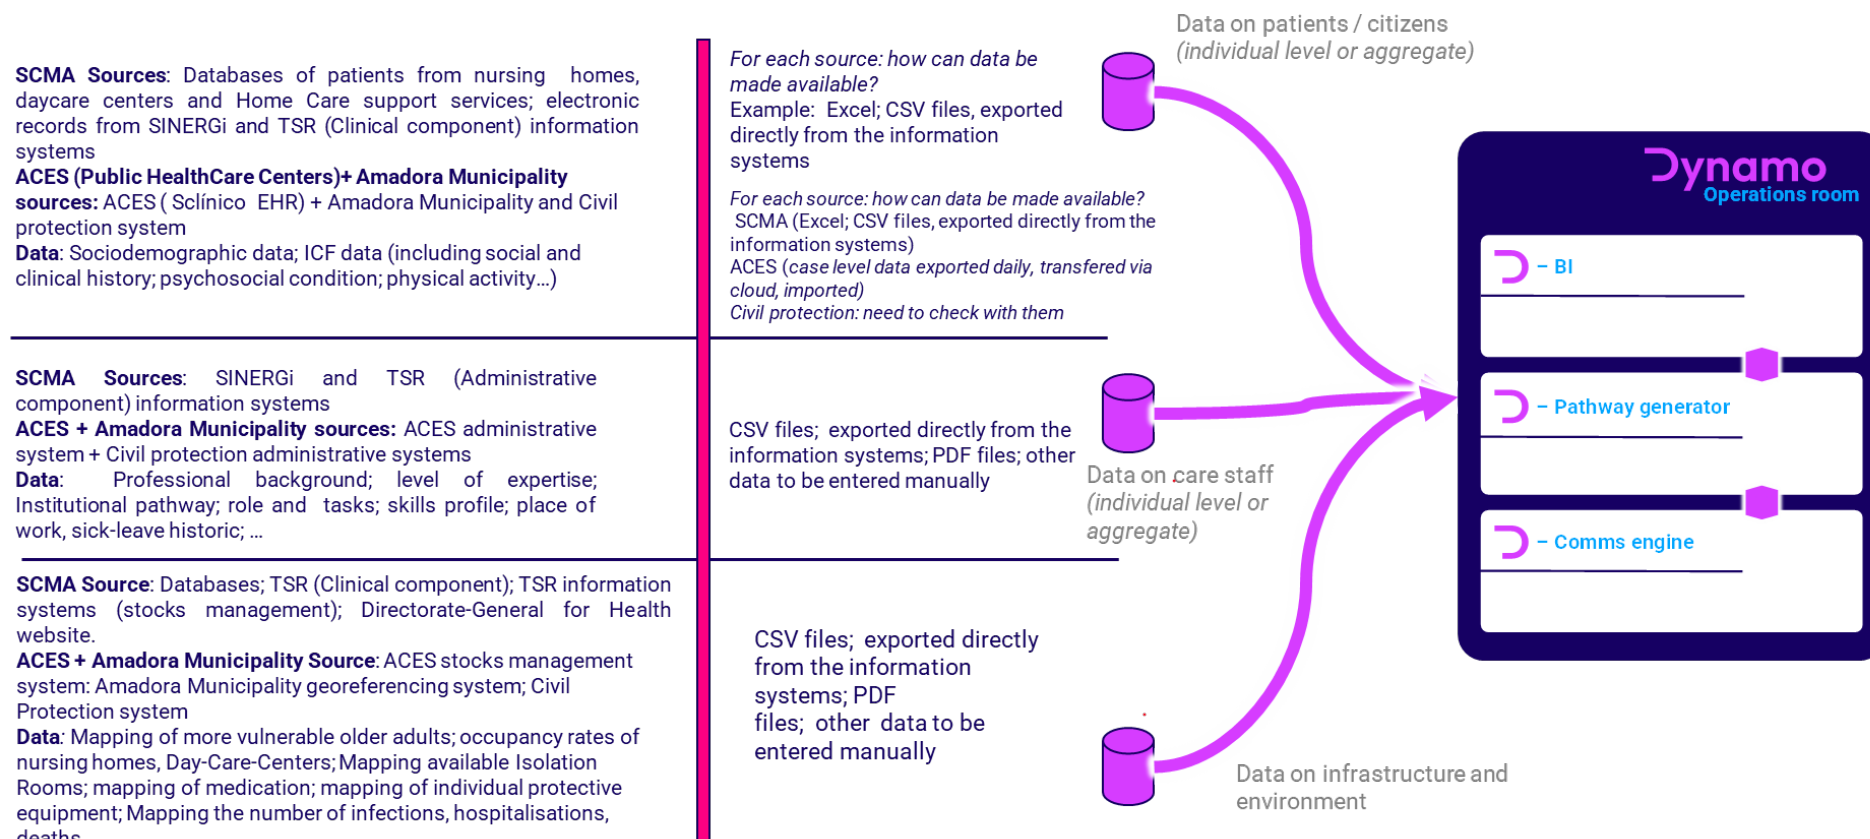 SCMA Sources: Databases of patients from nursing homes,
daycare centers and Home Care support services; electronic
records from SINERGi and TSR (Clinical component) information
systems
ACES (Public HealthCare Centers)+ Amadora Municipality
sources: ACES ( Sclínico EHR) + Amadora Municipality and Civil
protection system
Data: Sociodemographic data; ICF data (including social and
clinical history; psychosocial condition; physical activity…)
For each source: how can data be
made available?
Example: Excel; CSV files, exported
directly from the information
systems
For each source: how can data be made available?
SCMA (Excel; CSV files, exported directly from the
information systems)
ACES (case level data exported daily, transfered via
cloud, imported)
Civil protection: need to check with them
Data on patients / citizens
(individual level or aggregate)
SCMA Sources: SINERGi and TSR (Administrative
component) information systems
ACES + Amadora Municipality sources: ACES administrative
system + Civil protection administrative systems
Data: Professional background; level of expertise;
Institutional pathway; role and tasks; skills profile; place of
work, sick-leave historic; …
CSV files; exported directly from the
information systems; PDF files; other
data to be entered manually
Data on care staff
(individual level or
aggregate)
SCMA Source: Databases; TSR (Clinical component); TSR information
systems (stocks management); Directorate-General for Health
website.
ACES + Amadora Municipality Source: ACES stocks management
system: Amadora Municipality georeferencing system; Civil
Protection system
Data: Mapping of more vulnerable older adults; occupancy rates of
nursing homes, Day-Care-Centers; Mapping available Isolation
Rooms; mapping of medication; mapping of individual protective
equipment; Mapping the number of infections, hospitalisations,
deaths
CSV files; exported directly
from the information
systems; PDF
files; other data to be
entered manually
Data on infrastructure and
environment
Dynamo
Operations room
– BI
– Pathway generator
– Comms engine